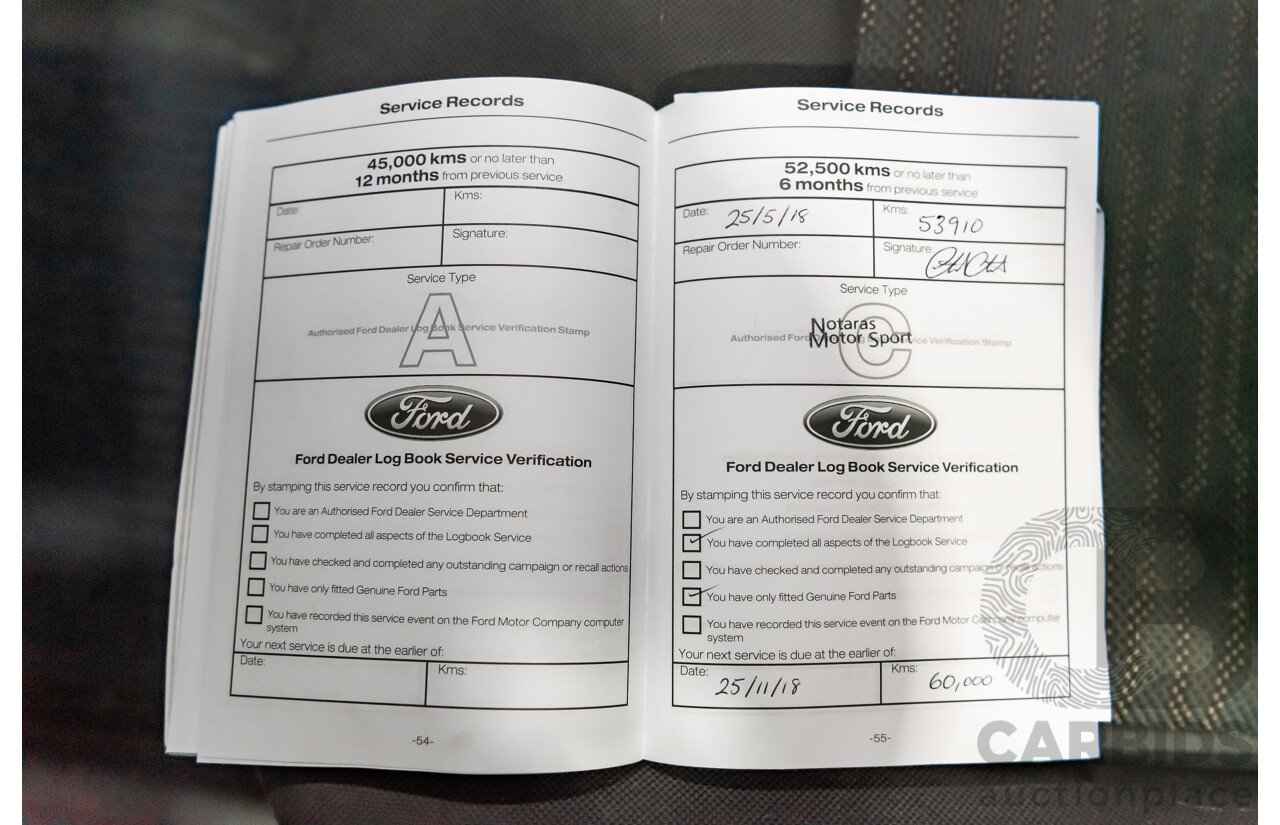 Service Records
45,000 kms or no later than
12 months from previous service
Date:
Kms:
Repair Order Number:
Signature:
Service Type
A
Authorised Ford Dealer Log Book Service Verification Stamp
Ford
Ford Dealer Log Book Service Verification
By stamping this service record you confirm that:
You are an Authorised Ford Dealer Service Department
You have completed all aspects of the Logbook Service
You have checked and completed any outstanding campaign or recall actions
You have only fitted Genuine Ford Parts
You have recorded this service event on the Ford Motor Company computer
system
Your next service is due at the earlier of:
Date:
Kms:
-54-
Service Records
52,500 kms or no later than
6 months from previous service
Date: 25/5/18
Kms: 53910
Repair Order Number:
Signature:
Service Type
C
Notaras
Motor Sport
Authorised Ford Service Verification Stamp
Ford
Ford Dealer Log Book Service Verification
By stamping this service record you confirm that:
You are an Authorised Ford Dealer Service Department
You have completed all aspects of the Logbook Service
You have checked and completed any outstanding campaign or recall actions
You have only fitted Genuine Ford Parts
You have recorded this service event on the Ford Motor Company computer
system
Your next service is due at the earlier of:
Date: 25/11/18
Kms: 60,000
-55-
CB
CARBIDS
auctionplace